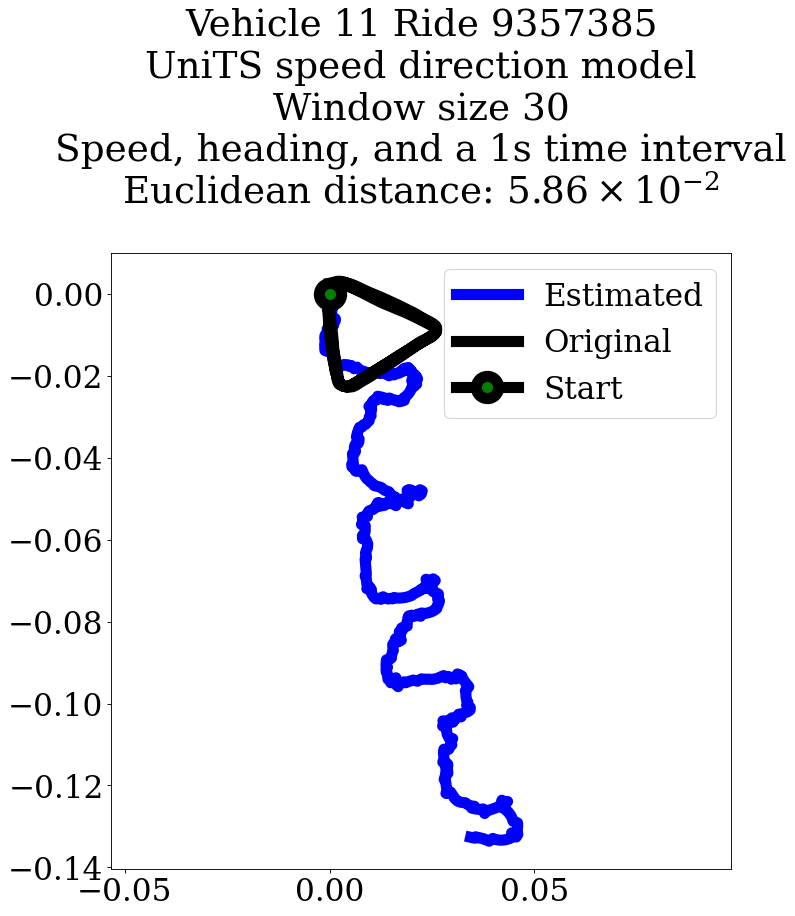 Vehicle 11 Ride 9357385
UniTS speed direction model
Window size 30
Speed, heading, and a 1s time interval
Euclidean distance: 5.86 × 10⁻²
Estimated
Original
Start
0.00
−0.02
−0.04
−0.06
−0.08
−0.10
−0.12
−0.14
−0.05 0.00 0.05